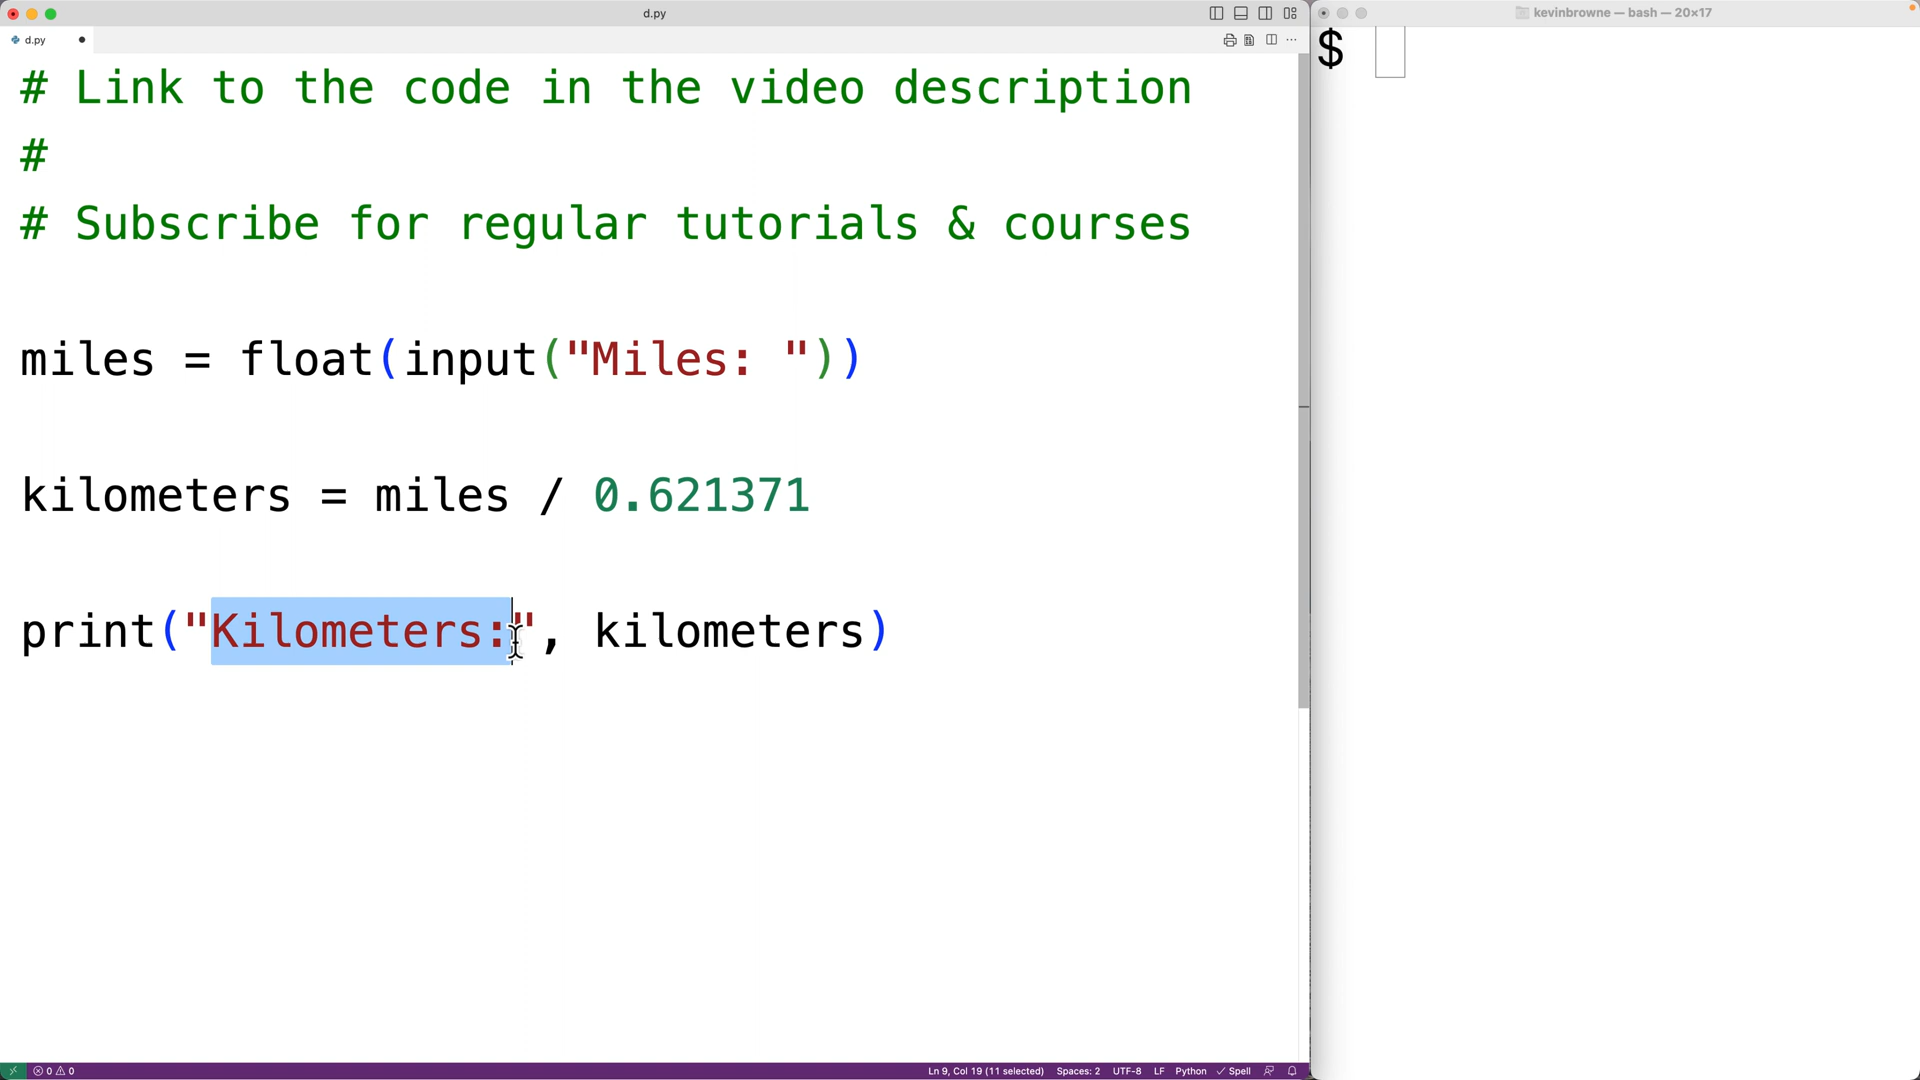 d.py
kevinbrowne — bash — 20×17
d.py
$
# Link to the code in the video description
#
# Subscribe for regular tutorials & courses
miles = float(input("Miles: "))
kilometers = miles / 0.621371
print("Kilometers:", kilometers)
0 0 Ln 9, Col 19 (11 selected) Spaces: 2 UTF-8 LF Python Spell